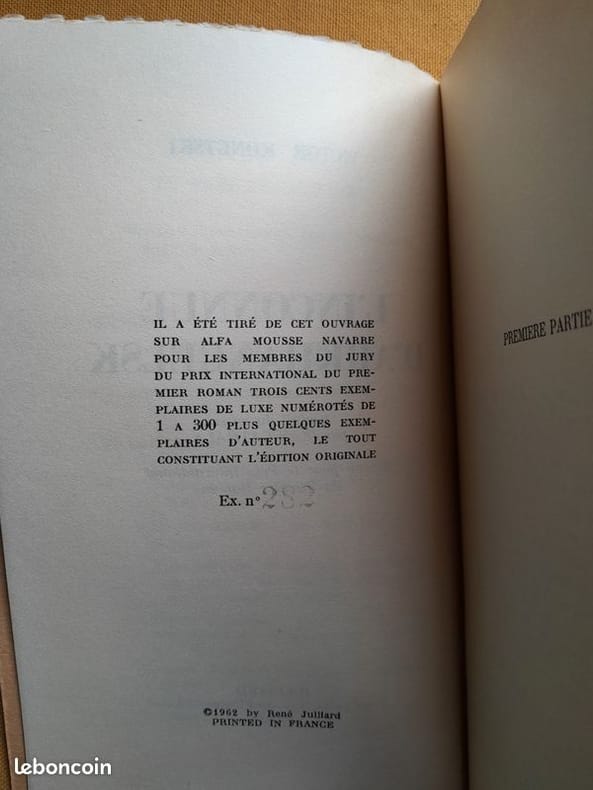 IL A ÉTÉ TIRÉ DE CET OUVRAGE
SUR ALFA MOUSSE NAVARRE
POUR LES MEMBRES DU JURY
DU PRIX INTERNATIONAL DU PRE-
MIER ROMAN TROIS CENTS EXEM-
PLAIRES DE LUXE NUMÉROTÉS DE
1 A 300 PLUS QUELQUES EXEM-
PLAIRES D'AUTEUR, LE TOUT
CONSTITUANT L'ÉDITION ORIGINALE
Ex. nº 282
©1962 by René Julliard
PRINTED IN FRANCE
PREMIERE PARTIE
leboncoin